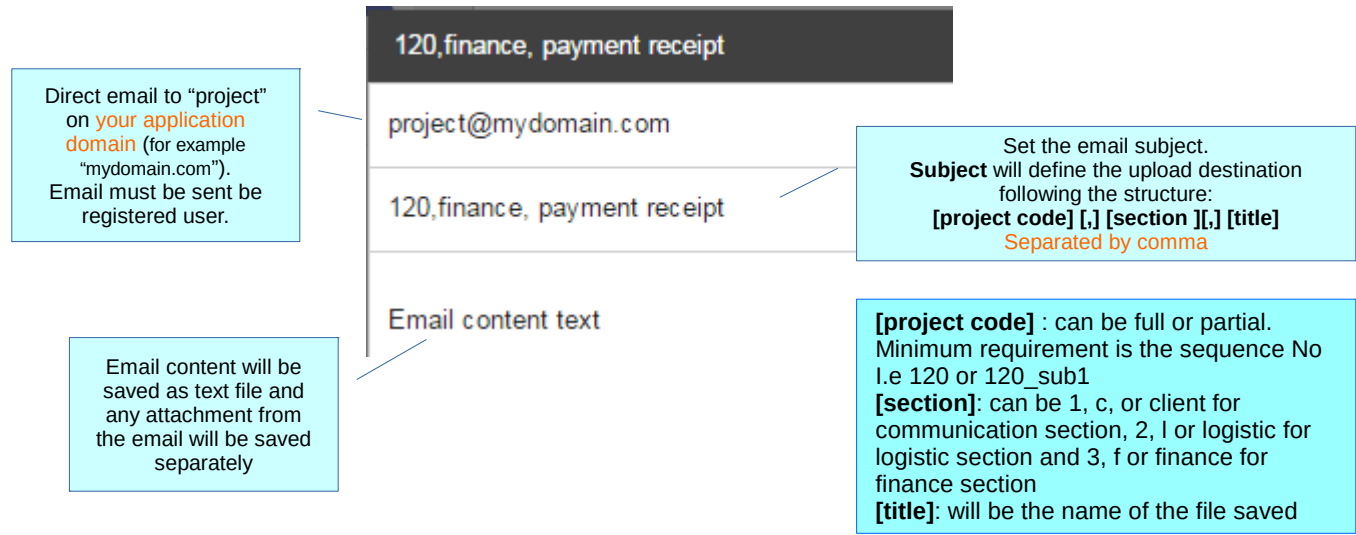 120,finance, payment receipt
Direct email to “project”
on your application
domain (for example
“mydomain.com”).
Email must be sent be
registered user.
project@mydomain.com
120,finance, payment receipt
Set the email subject.
Subject will define the upload destination
following the structure:
[project code] [,] [section ][,] [title]
Separated by comma
Email content text
Email content will be
saved as text file and
any attachment from
the email will be saved
separately
[project code] : can be full or partial.
Minimum requirement is the sequence No
I.e 120 or 120_sub1
[section]: can be 1, c, or client for
communication section, 2, l or logistic for
logistic section and 3, f or finance for
finance section
[title]: will be the name of the file saved